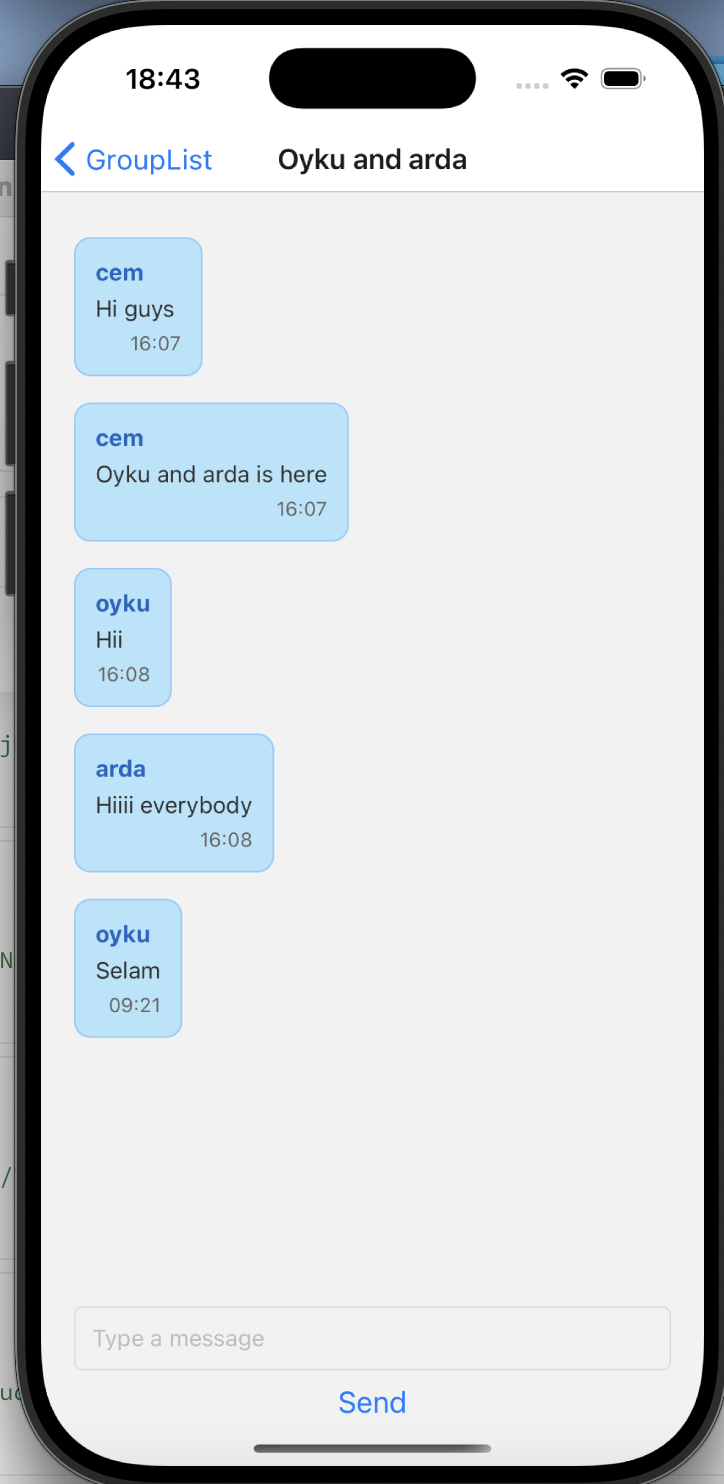 18:43
GroupList
Oyku and arda
cem
Hi guys
16:07
cem
Oyku and arda is here
16:07
oyku
Hii
16:08
arda
Hiiii everybody
16:08
oyku
Selam
09:21
Type a message
Send